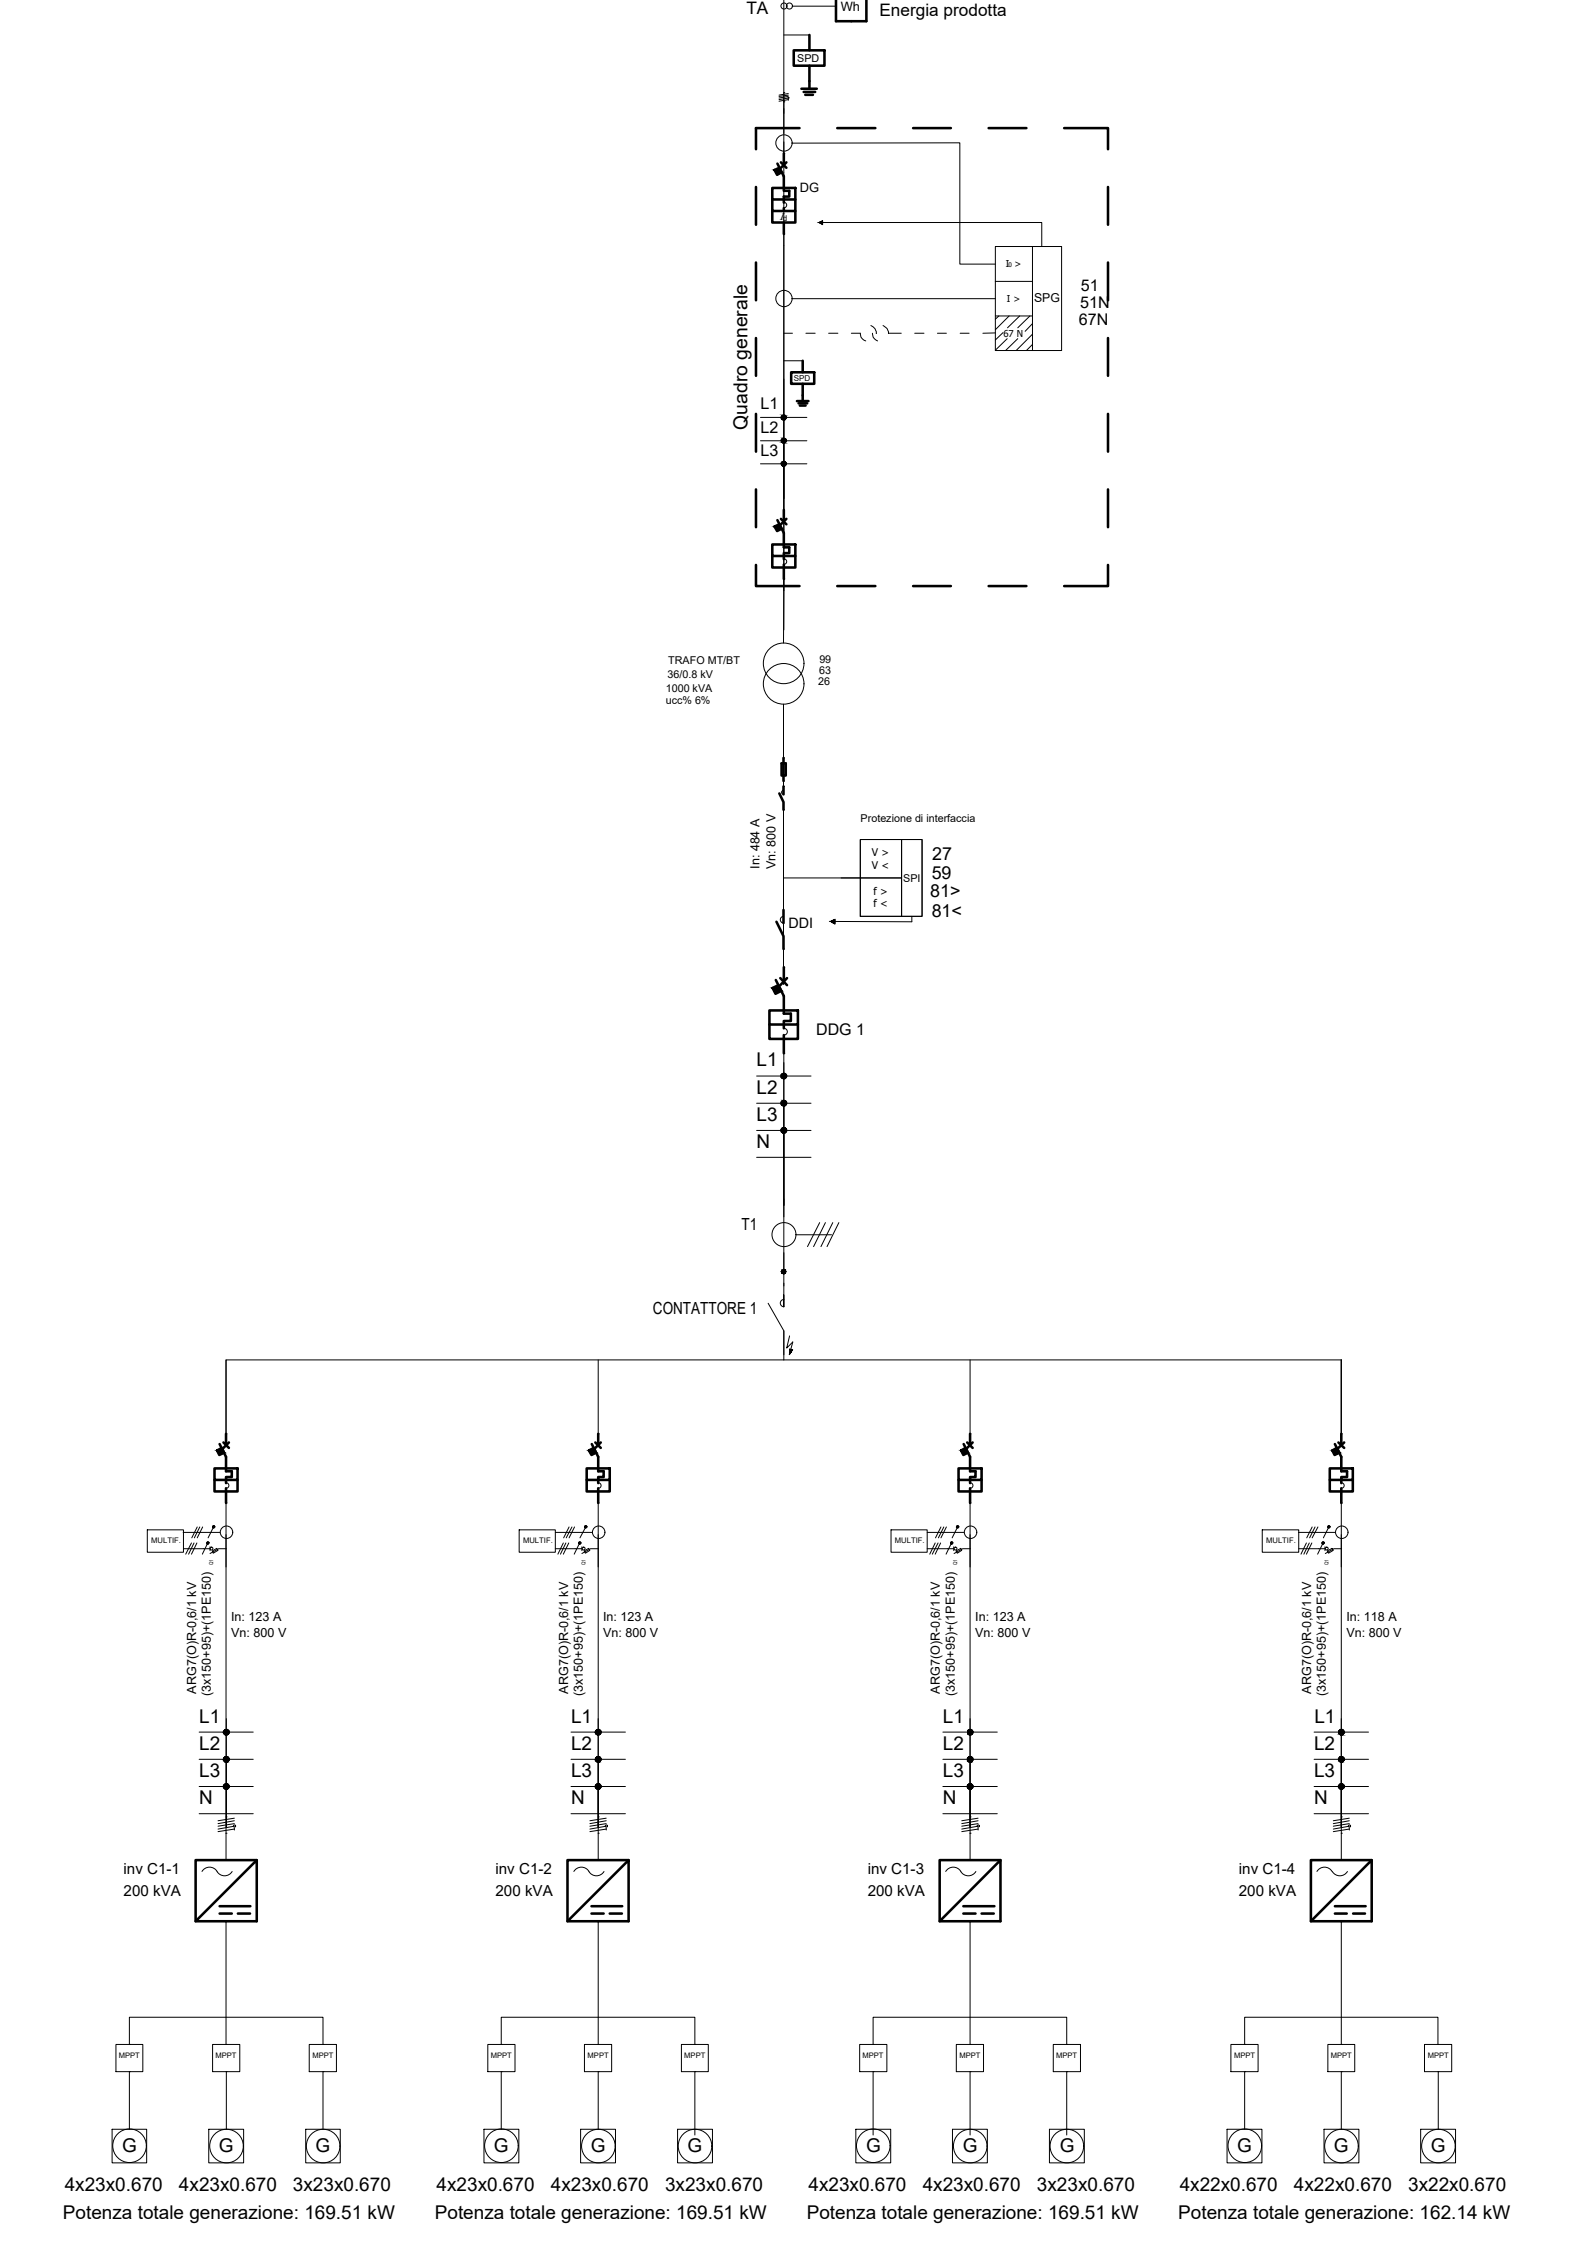 TA
Wh
Energia prodotta
SPD
DG
I0 >
I >
67 N
SPG
51
51N
67N
Quadro generale
SPD
L1
L2
L3
TRAFO MT/BT
36/0.8 kV
1000 kVA
ucc% 6%
99
63
26
In: 484 A
Vn: 800 V
Protezione di interfaccia
V >
V <
f >
f <
SPI
27
59
81>
81<
DDI
DDG 1
L1
L2
L3
N
T1
CONTATTORE 1
MULTIF.
ARG7(O)R-0,6/1 kV
(3x150+95)+(1PE150)
In: 123 A
Vn: 800 V
L1
L2
L3
N
inv C1-1
200 kVA
MPPT
MPPT
MPPT
G
G
G
4x23x0.670
4x23x0.670
3x23x0.670
Potenza totale generazione: 169.51 kW
MULTIF.
ARG7(O)R-0,6/1 kV
(3x150+95)+(1PE150)
In: 123 A
Vn: 800 V
L1
L2
L3
N
inv C1-2
200 kVA
MPPT
MPPT
MPPT
G
G
G
4x23x0.670
4x23x0.670
3x23x0.670
Potenza totale generazione: 169.51 kW
MULTIF.
ARG7(O)R-0,6/1 kV
(3x150+95)+(1PE150)
In: 123 A
Vn: 800 V
L1
L2
L3
N
inv C1-3
200 kVA
MPPT
MPPT
MPPT
G
G
G
4x23x0.670
4x23x0.670
3x23x0.670
Potenza totale generazione: 169.51 kW
MULTIF.
ARG7(O)R-0,6/1 kV
(3x150+95)+(1PE150)
In: 118 A
Vn: 800 V
L1
L2
L3
N
inv C1-4
200 kVA
MPPT
MPPT
MPPT
G
G
G
4x22x0.670
4x22x0.670
3x22x0.670
Potenza totale generazione: 162.14 kW